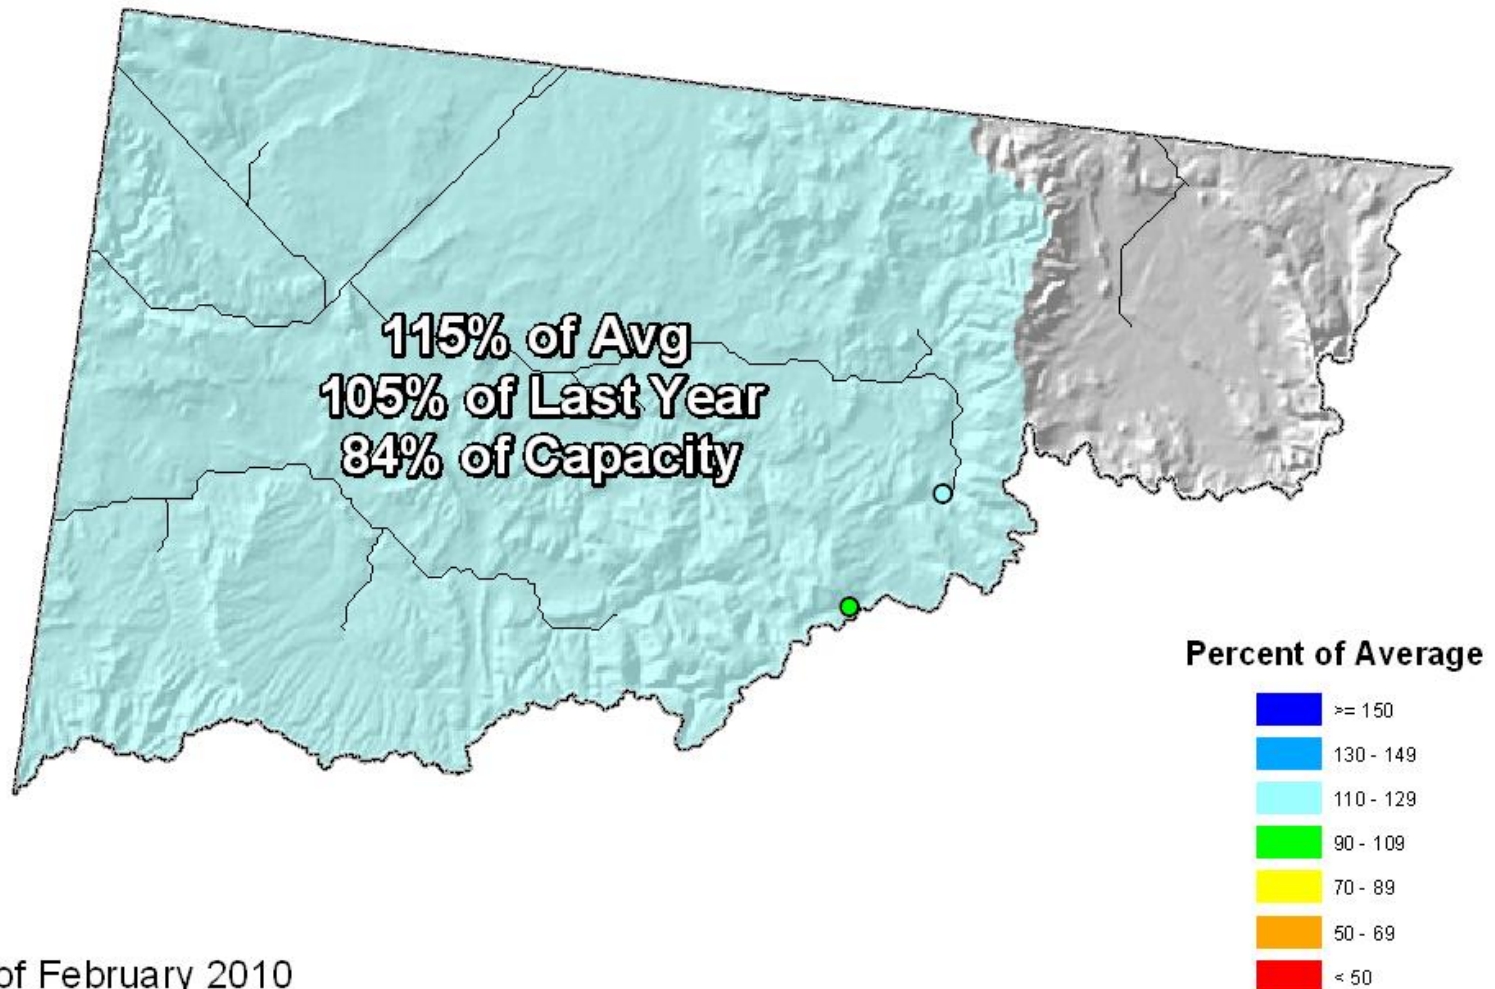 115% of Avg
105% of Last Year
84% of Capacity
Percent of Average
>= 150
130 - 149
110 - 129
90 - 109
70 - 89
50 - 69
< 50
of February 2010